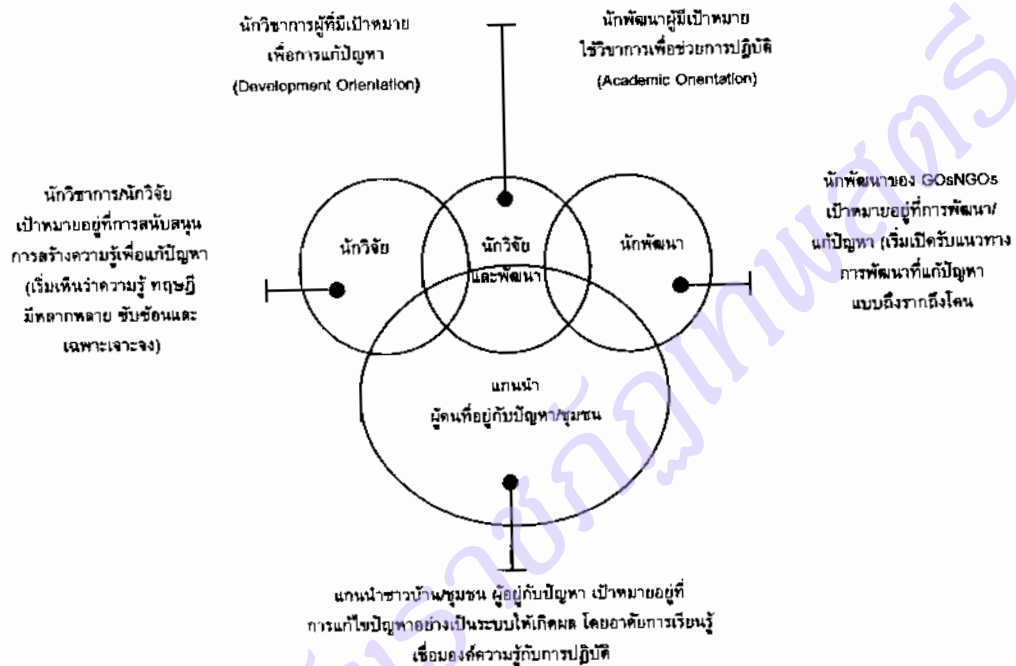 นักวิชาการผู้ที่มีเป้าหมาย
เพื่อการแก้ปัญหา
(Development Orientation)
นักพัฒนาผู้มีเป้าหมาย
ใช้วิชาการเพื่อช่วยการปฏิบัติ
(Academic Orientation)
นักวิชาการ/นักวิจัย
เป้าหมายอยู่ที่การสนับสนุน
การสร้างความรู้เพื่อแก้ปัญหา
(เริ่มเห็นว่าความรู้ ทฤษฎี
มีหลากหลาย ซับซ้อนและ
เฉพาะเจาะจง)
นักวิจัย
นักวิจัย
และพัฒนา
นักพัฒนา
นักพัฒนาของ GOsNGOs
เป้าหมายอยู่ที่การพัฒนา/
แก้ปัญหา (เริ่มเปิดรับแนวทาง
การพัฒนาที่แก้ปัญหา
แบบถึงรากถึงโคน
แกนนำ
ผู้คนที่อยู่กับปัญหา/ชุมชน
แกนนำชาวบ้าน/ชุมชน ผู้อยู่กับปัญหา เป้าหมายอยู่ที่
การแก้ไขปัญหาอย่างเป็นระบบให้เกิดผล โดยอาศัยการเรียนรู้
เชื่อมองค์ความรู้กับการปฏิบัติ
ราชภัฏเทพสตรี